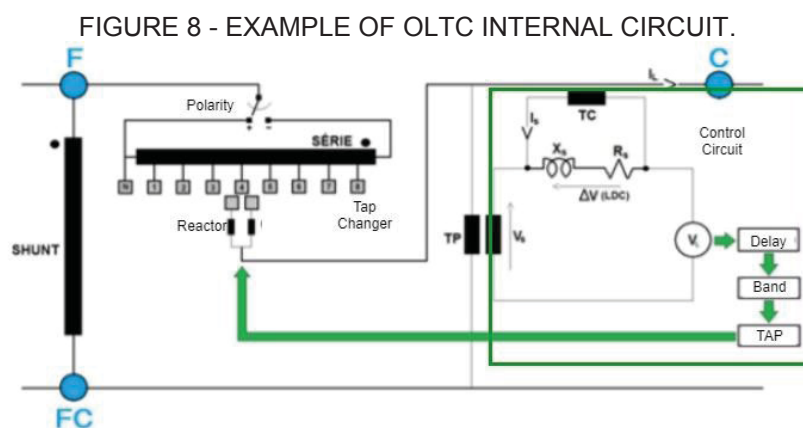 FIGURE 8 - EXAMPLE OF OLTC INTERNAL CIRCUIT.
F
C
Polarity
+
-
SÉRIE
N 1 2 3 4 5 6 7 8
Tap
Changer
Reactor
SHUNT
FC
TP
Vs
IL
TC
Is
Xs
Rs
ΔV (LDC)
Control
Circuit
Delay
Band
TAP